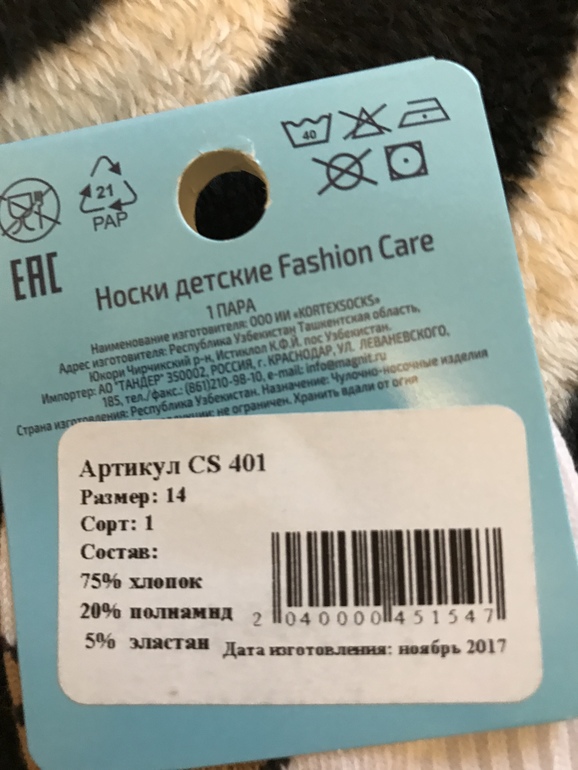 40
21
PAP
EAC
Носки детские Fashion Care
1 ПАРА
Наименование изготовителя: ООО ИИ «KORTEXSOCKS»
Адрес изготовителя: Республика Узбекистан Ташкентская область,
Юкори Чирчикский р-н, Истиклол К.Ф.Й. пос Узбекистан.
Импортер: АО "ТАНДЕР" 350002, РОССИЯ, г. КРАСНОДАР, УЛ. ЛЕВАНЕВСКОГО,
185, тел./факс.: (861)210-98-10, e-mail: info@magnit.ru
Страна изготовления: Республика Узбекистан. Назначение: Чулочно-носочные изделия
не ограничен. Хранить вдали от огня
Артикул CS 401
Размер: 14
Сорт: 1
Состав:
75% хлопок
20% полиамид
5% эластан
2 040000 451547
Дата изготовления: ноябрь 2017